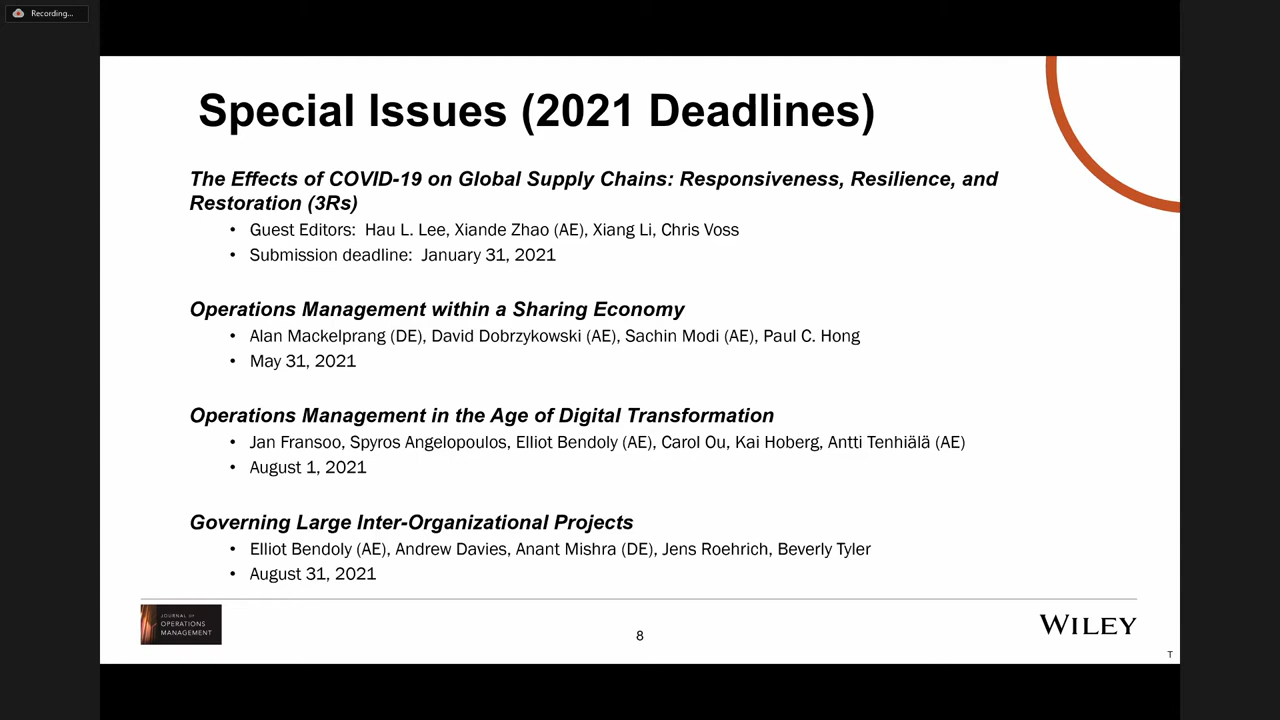 Recording...
Special Issues (2021 Deadlines)
The Effects of COVID-19 on Global Supply Chains: Responsiveness, Resilience, and
Restoration (3Rs)
• Guest Editors:  Hau L. Lee, Xiande Zhao (AE), Xiang Li, Chris Voss
• Submission deadline:  January 31, 2021
Operations Management within a Sharing Economy
• Alan Mackelprang (DE), David Dobrzykowski (AE), Sachin Modi (AE), Paul C. Hong
• May 31, 2021
Operations Management in the Age of Digital Transformation
• Jan Fransoo, Spyros Angelopoulos, Elliot Bendoly (AE), Carol Ou, Kai Hoberg, Antti Tenhiälä (AE)
• August 1, 2021
Governing Large Inter-Organizational Projects
• Elliot Bendoly (AE), Andrew Davies, Anant Mishra (DE), Jens Roehrich, Beverly Tyler
• August 31, 2021
JOURNAL OF
OPERATIONS
MANAGEMENT
8
WILEY
T